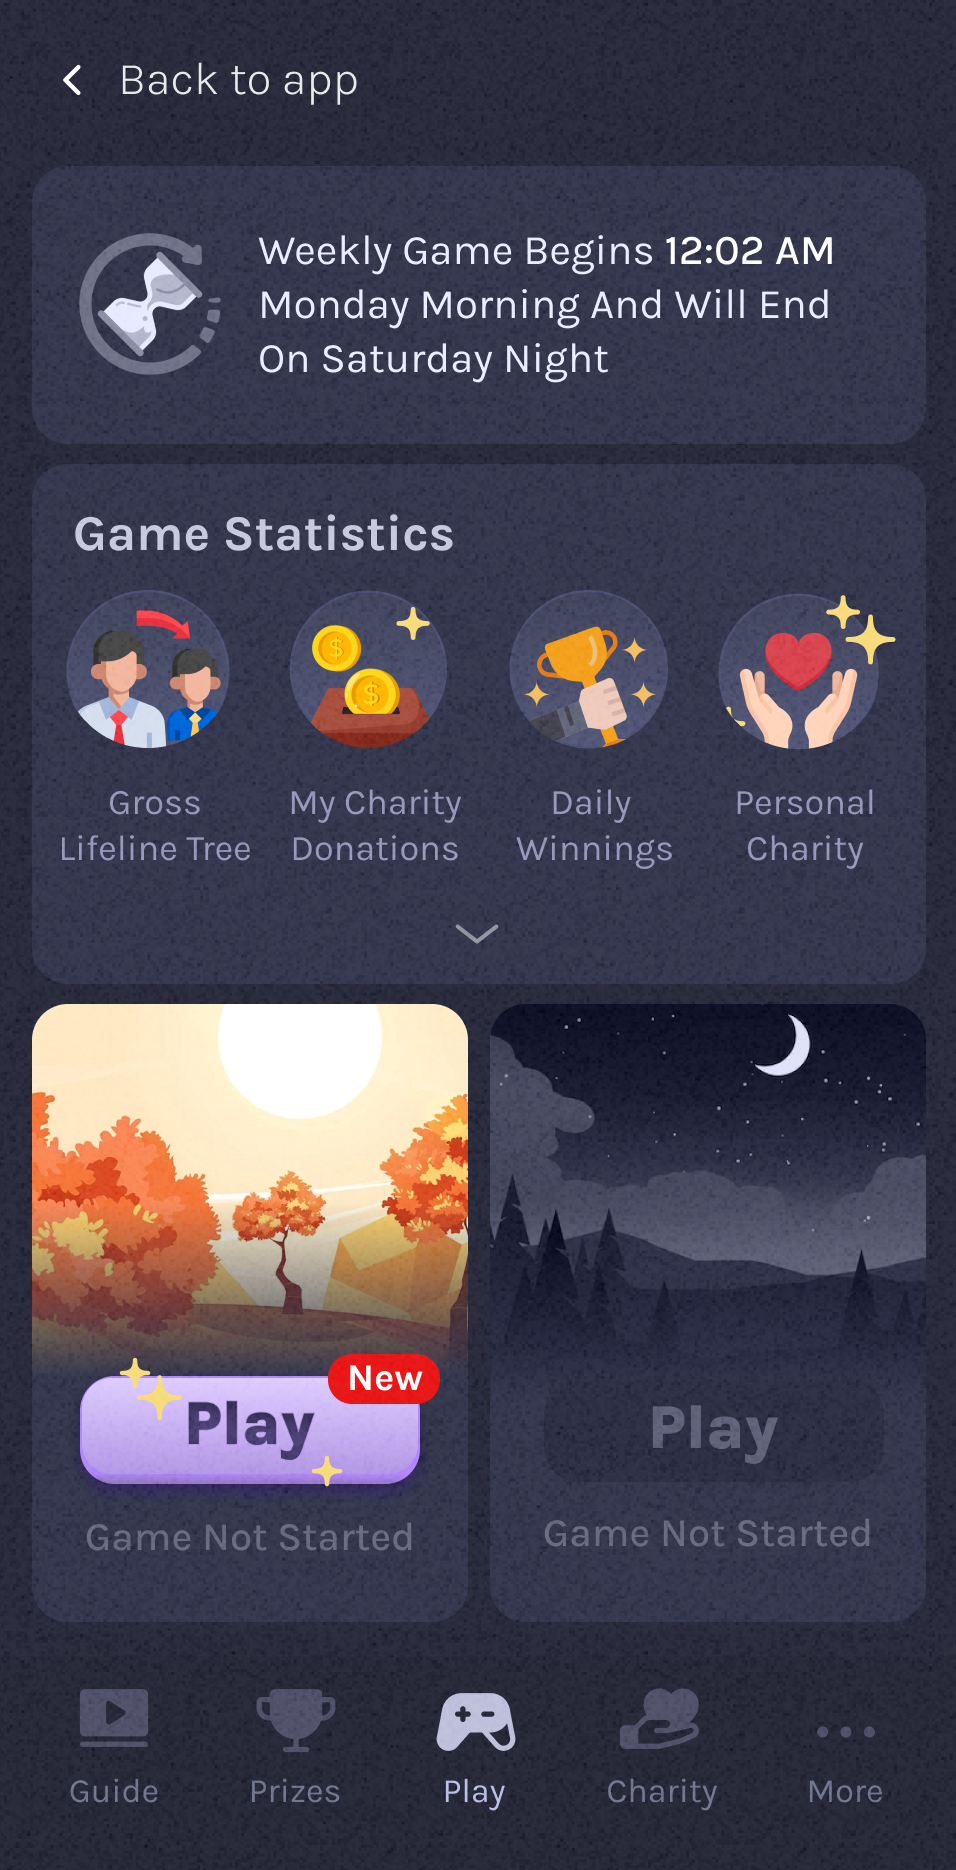 Back to app
Weekly Game Begins 12:02 AM
Monday Morning And Will End
On Saturday Night
Game Statistics
Gross
Lifeline Tree
My Charity
Donations
Daily
Winnings
Personal
Charity
New
Play
Game Not Started
Play
Game Not Started
Guide
Prizes
Play
Charity
More